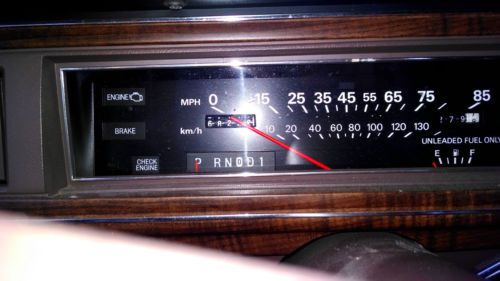 ENGINE
MPH 0 15 25 35 45 55 65 75 85
BRAKE
km/h 10 20 40 60 80 100 120 130
UNLEADED FUEL ONLY
CHECK
ENGINE
P RNDD1
E F